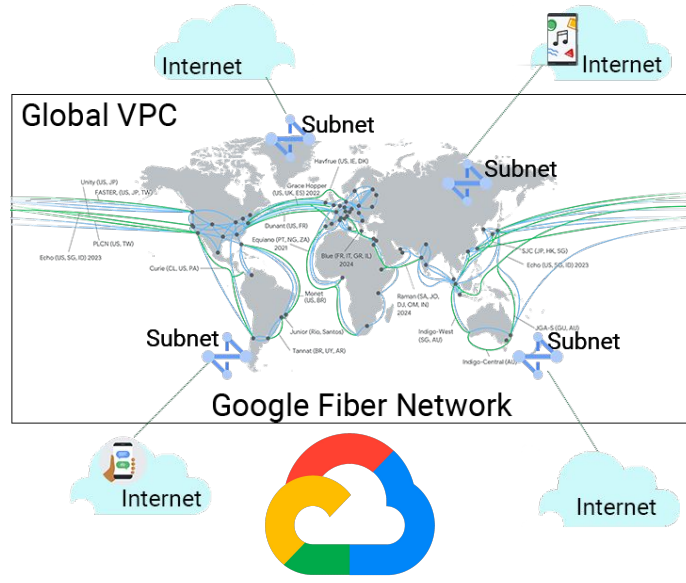 Internet
Internet
Global VPC
Subnet
Subnet
Havfrue (US, IE, DK)
Unity (US, JP)
FASTER, (US, JP, TW)
Grace Hopper
(US, UK, ES) 2022
Dunant (US, FR)
Equiano (PT, NG, ZA)
2021
PLCN (US, TW)
Echo (US, SG, ID) 2023
Blue (FR, IT, GR, IL)
2024
SJC (JP, HK, SG)
Echo (US, SG, ID) 2023
Curie (CL, US, PA)
Monet
(US, BR)
Raman (SA, JO,
DJ, OM, IN)
2024
Junior (Rio, Santos)
Tannat (BR, UY, AR)
Indigo-West
(SG, AU)
Indigo-Central (AU)
JGA-S (GU, AU)
Subnet
Subnet
Google Fiber Network
Internet
Internet